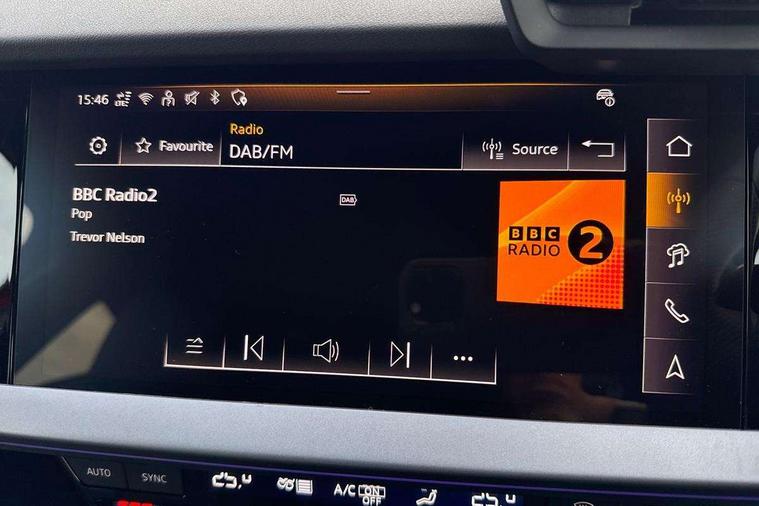 15:46 LTE
Radio
Favourite DAB/FM Source
BBC Radio2
DAB
Pop
Trevor Nelson
BBC
RADIO 2
AUTO SYNC A/C ON
OFF